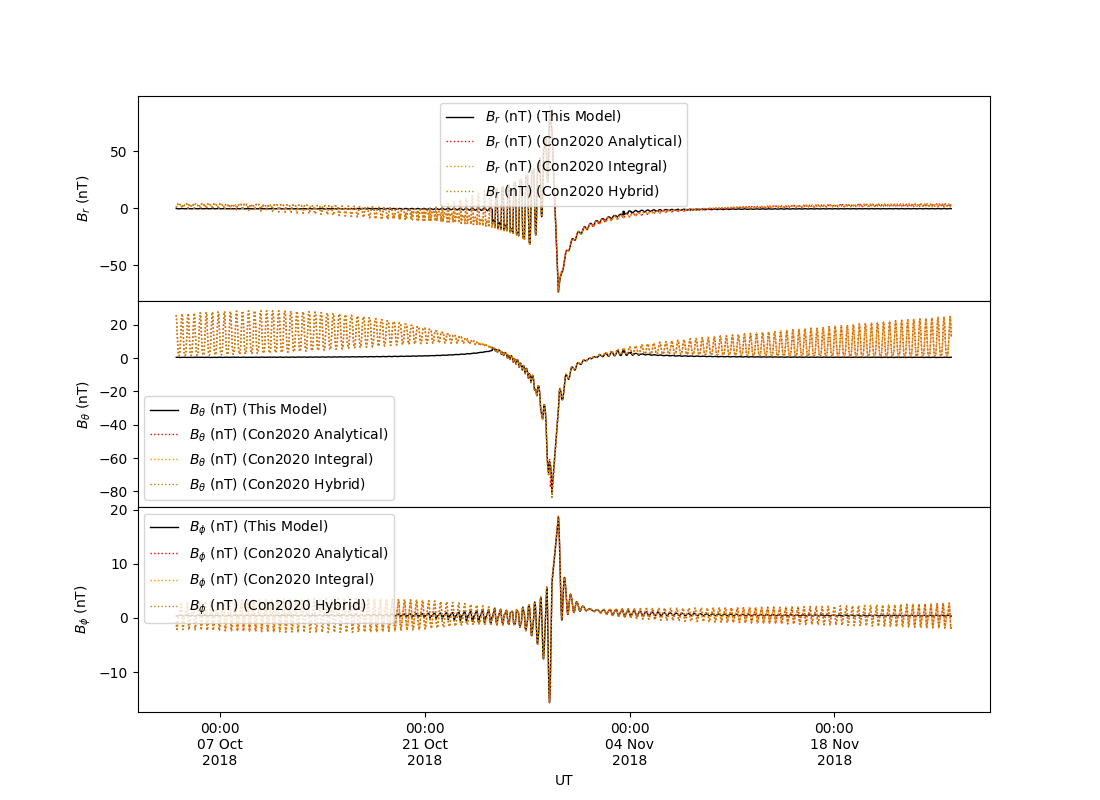 50
0
−50
B_r (nT)
B_r (nT) (This Model)
B_r (nT) (Con2020 Analytical)
B_r (nT) (Con2020 Integral)
B_r (nT) (Con2020 Hybrid)
20
0
−20
−40
−60
−80
B_θ (nT)
B_θ (nT) (This Model)
B_θ (nT) (Con2020 Analytical)
B_θ (nT) (Con2020 Integral)
B_θ (nT) (Con2020 Hybrid)
20
10
0
−10
B_ϕ (nT)
B_ϕ (nT) (This Model)
B_ϕ (nT) (Con2020 Analytical)
B_ϕ (nT) (Con2020 Integral)
B_ϕ (nT) (Con2020 Hybrid)
00:00 00:00 00:00 00:00
07 Oct 21 Oct 04 Nov 18 Nov
2018 2018 2018 2018
UT